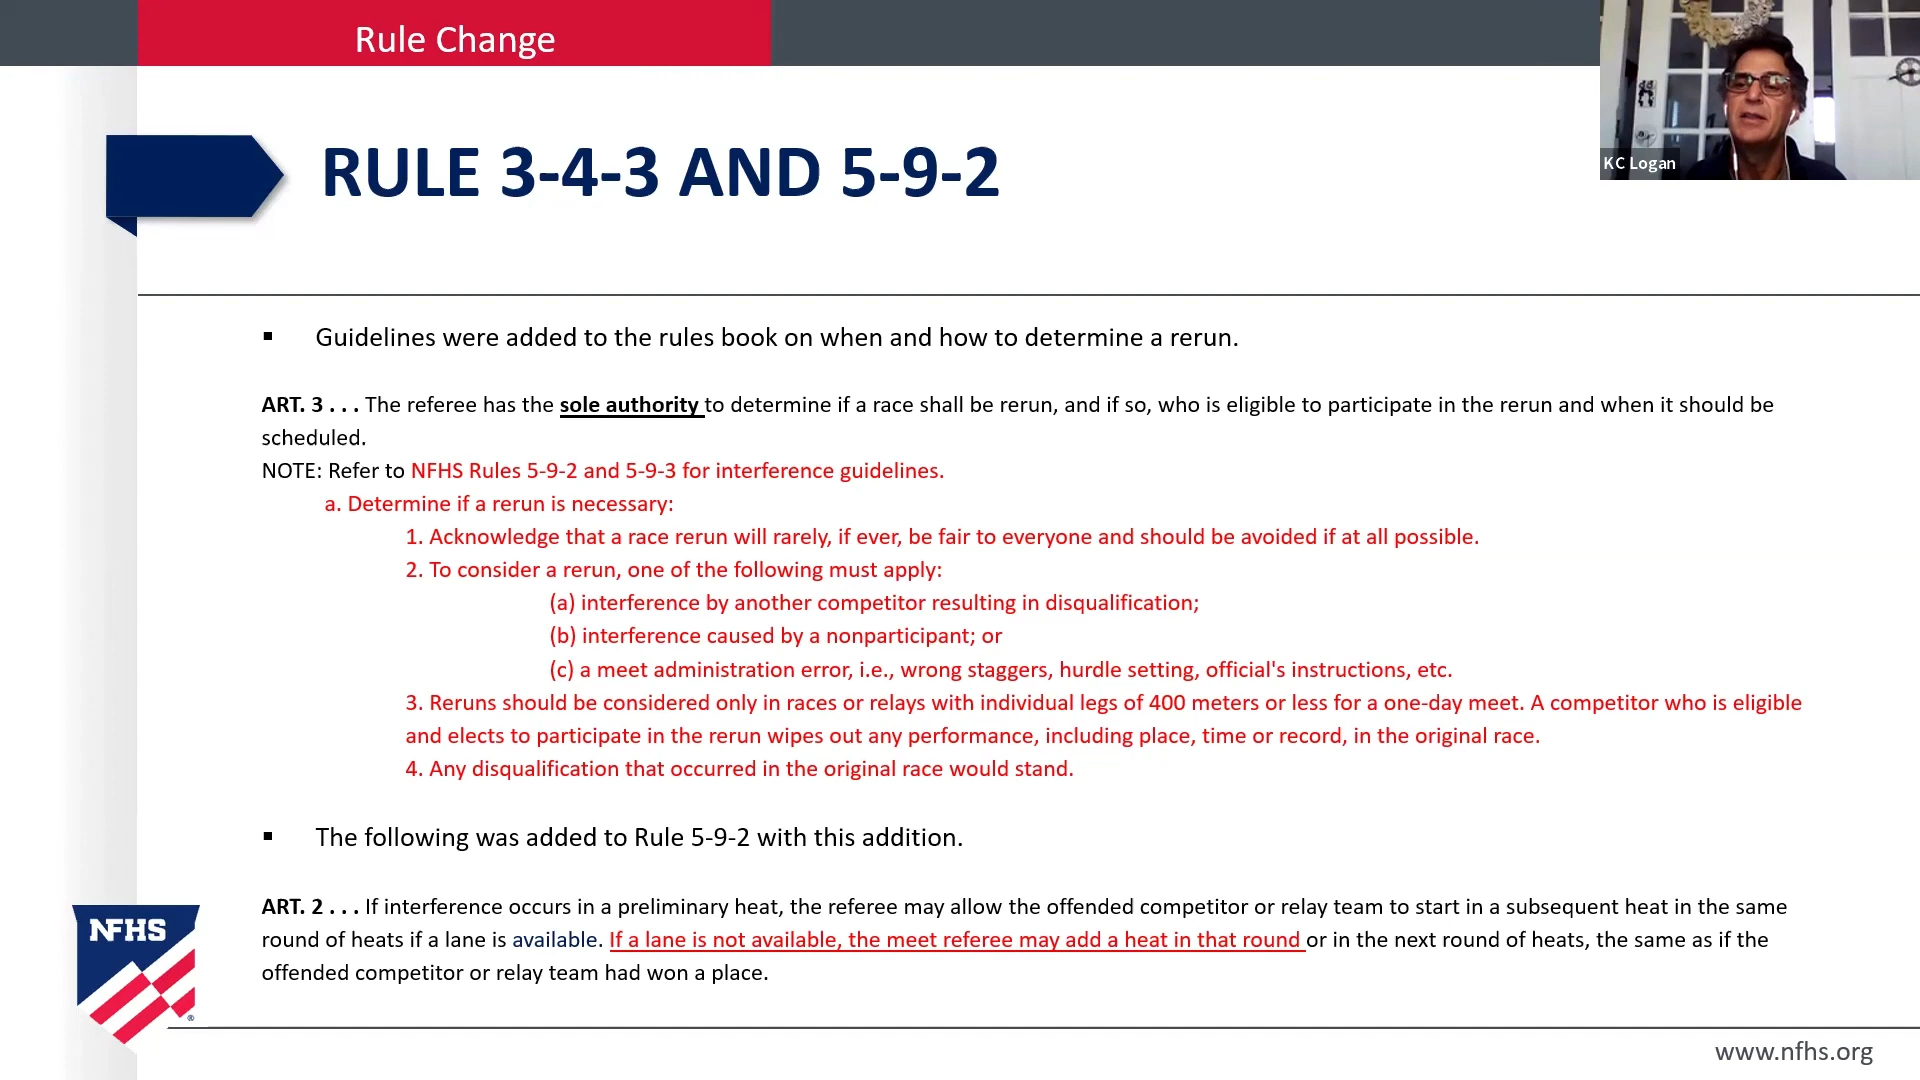 Rule Change
KC Logan
RULE 3-4-3 AND 5-9-2
▪ Guidelines were added to the rules book on when and how to determine a rerun.
ART. 3 . . . The referee has the sole authority to determine if a race shall be rerun, and if so, who is eligible to participate in the rerun and when it should be
scheduled.
NOTE: Refer to NFHS Rules 5-9-2 and 5-9-3 for interference guidelines.
a. Determine if a rerun is necessary:
1. Acknowledge that a race rerun will rarely, if ever, be fair to everyone and should be avoided if at all possible.
2. To consider a rerun, one of the following must apply:
(a) interference by another competitor resulting in disqualification;
(b) interference caused by a nonparticipant; or
(c) a meet administration error, i.e., wrong staggers, hurdle setting, official's instructions, etc.
3. Reruns should be considered only in races or relays with individual legs of 400 meters or less for a one-day meet. A competitor who is eligible
and elects to participate in the rerun wipes out any performance, including place, time or record, in the original race.
4. Any disqualification that occurred in the original race would stand.
▪ The following was added to Rule 5-9-2 with this addition.
ART. 2 . . . If interference occurs in a preliminary heat, the referee may allow the offended competitor or relay team to start in a subsequent heat in the same
round of heats if a lane is available. If a lane is not available, the meet referee may add a heat in that round or in the next round of heats, the same as if the
offended competitor or relay team had won a place.
NFHS
®
www.nfhs.org